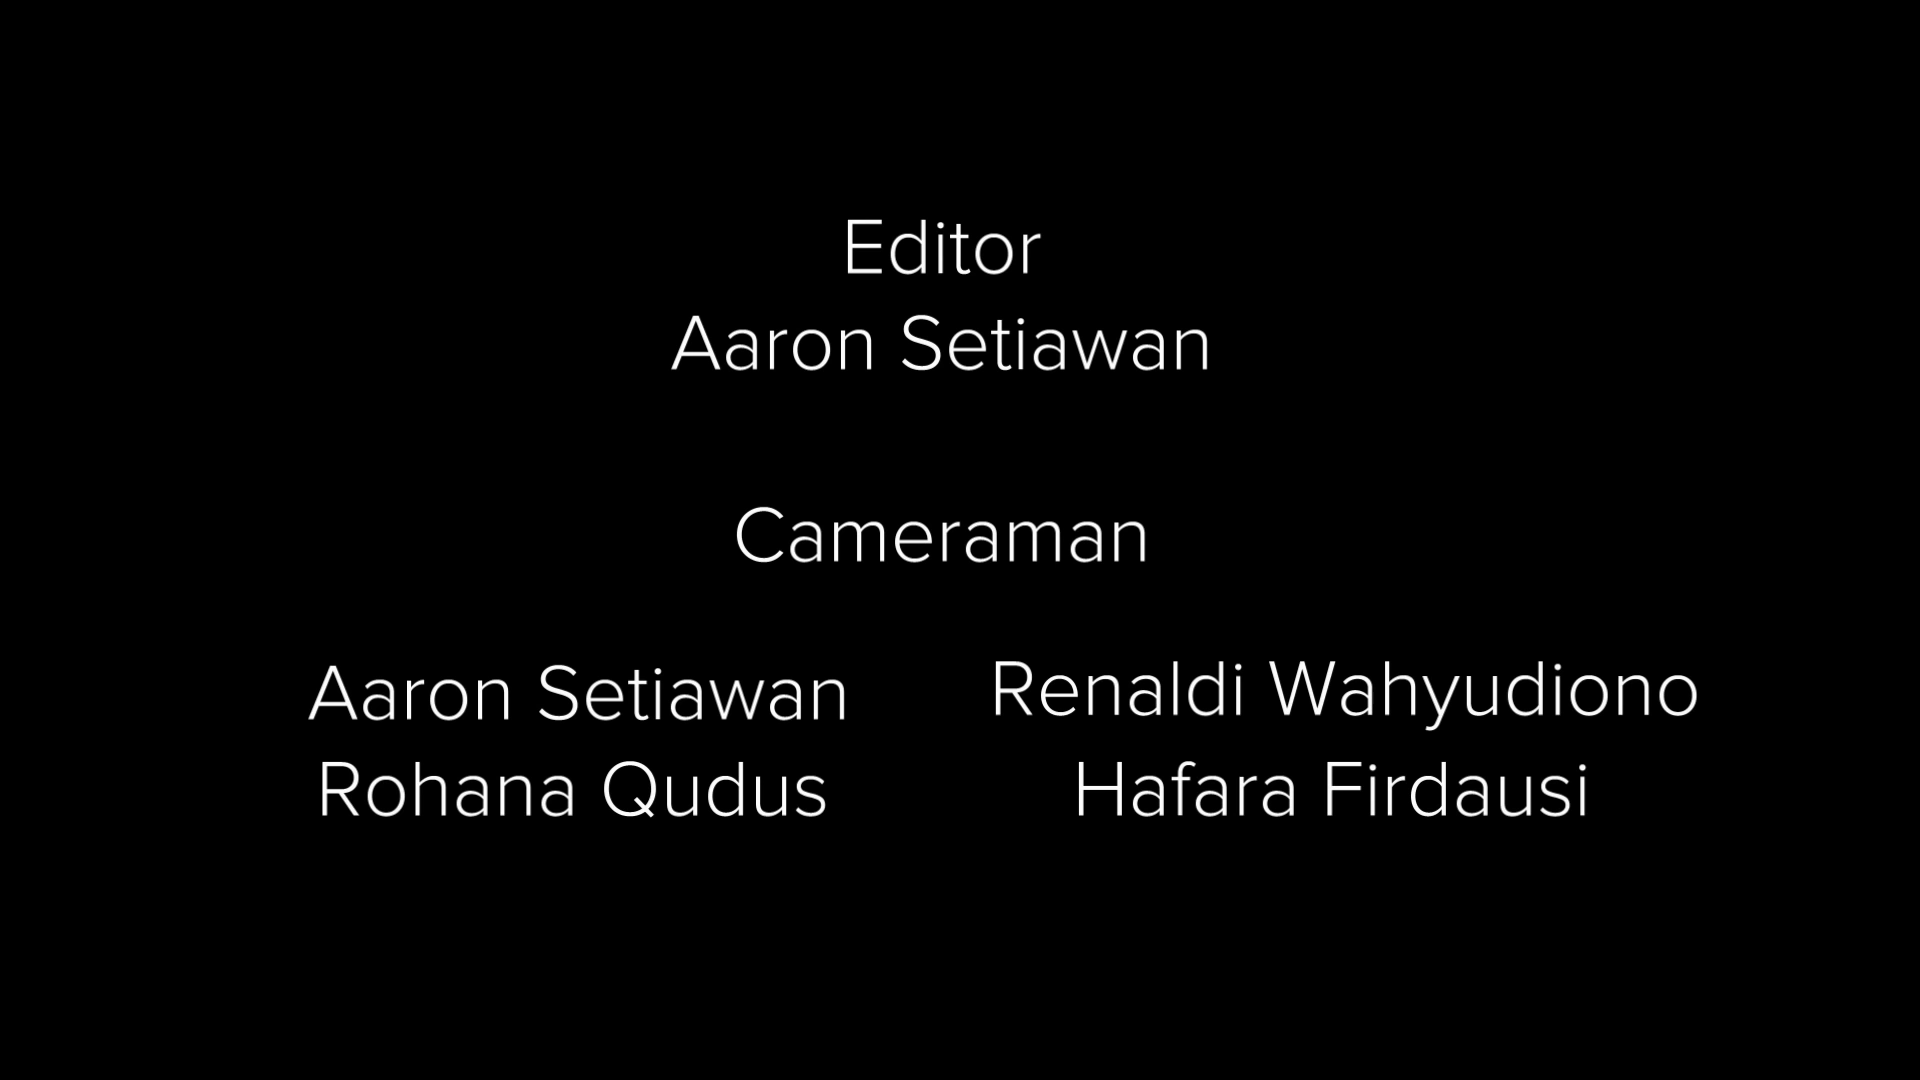 Editor
Aaron Setiawan
Cameraman
Aaron Setiawan
Rohana Qudus
Renaldi Wahyudiono
Hafara Firdausi